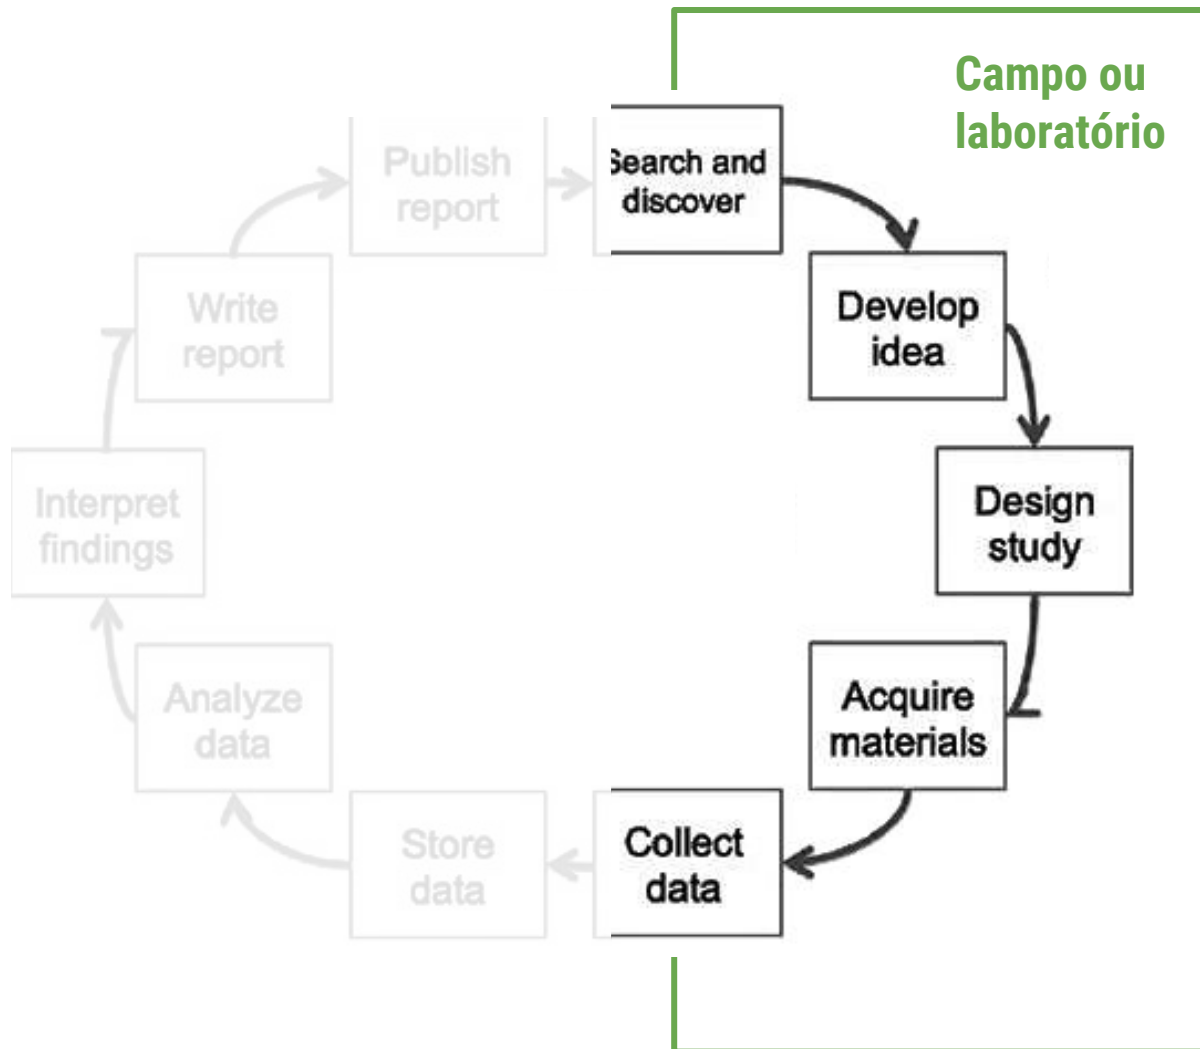 Campo ou
laboratório
Search and
discover
Develop
idea
Design
study
Acquire
materials
Collect
data
Store
data
Analyze
data
Interpret
findings
Write
report
Publish
report